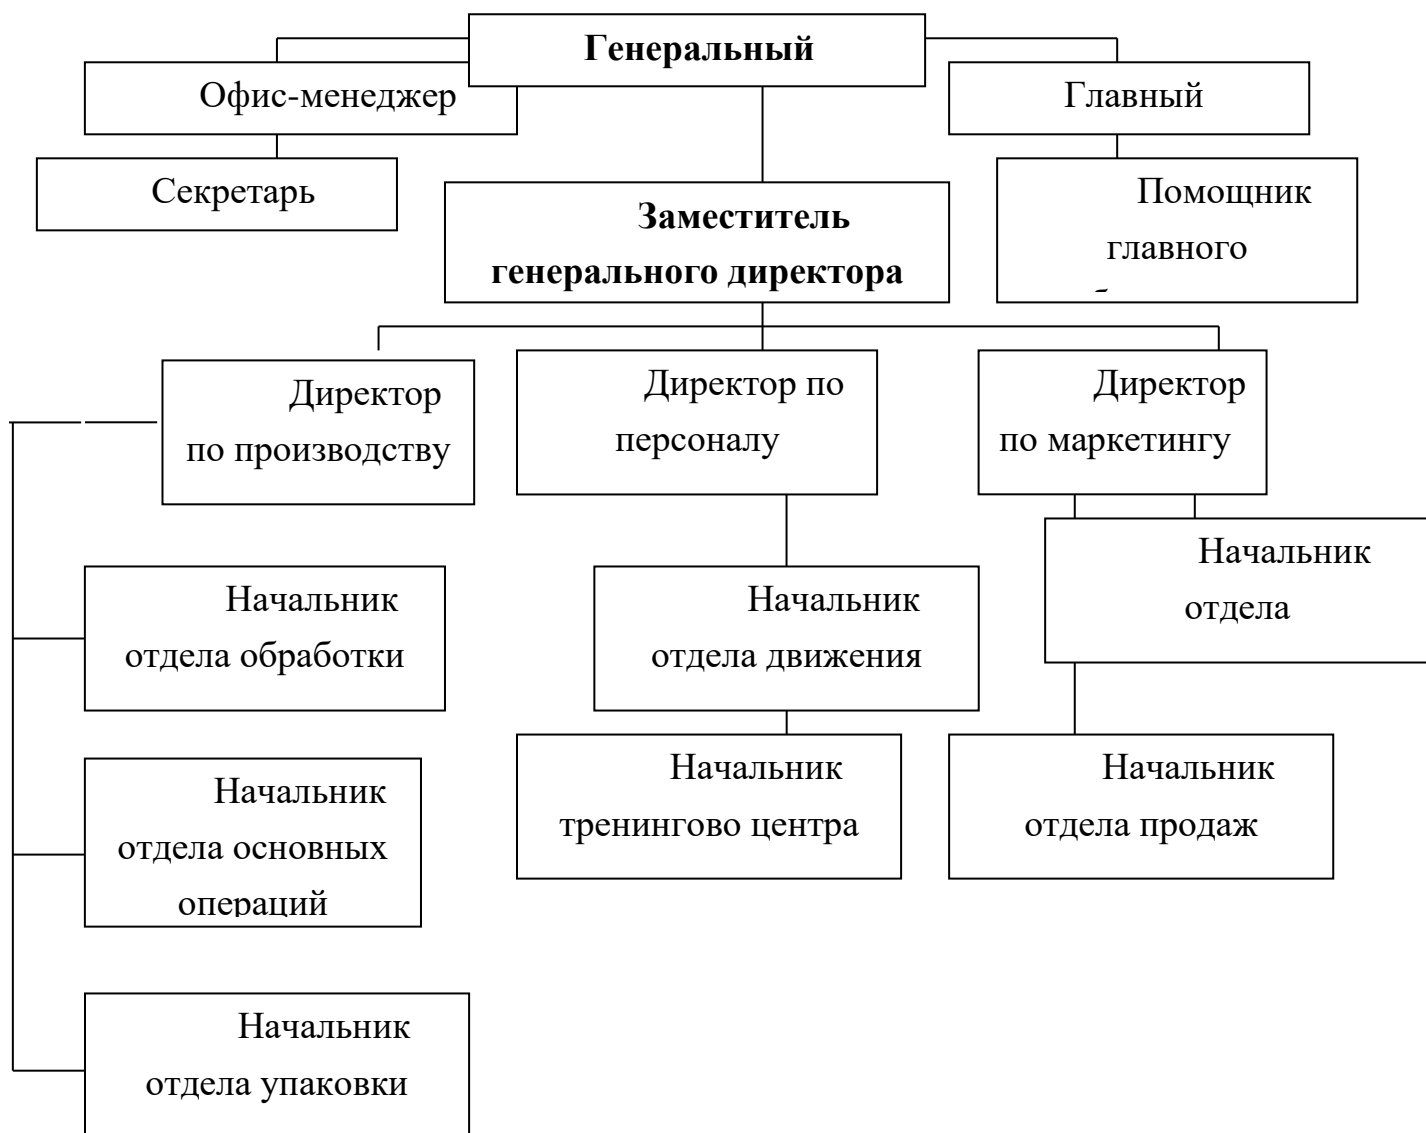 Генеральный
Офис-менеджер
Главный
Секретарь
Помощник
главного
Заместитель
генерального директора
Директор
по производству
Директор по
персоналу
Директор
по маркетингу
Начальник
отдела
Начальник
отдела обработки
Начальник
отдела движения
Начальник
тренингово центра
Начальник
отдела продаж
Начальник
отдела основных
операций
Начальник
отдела упаковки